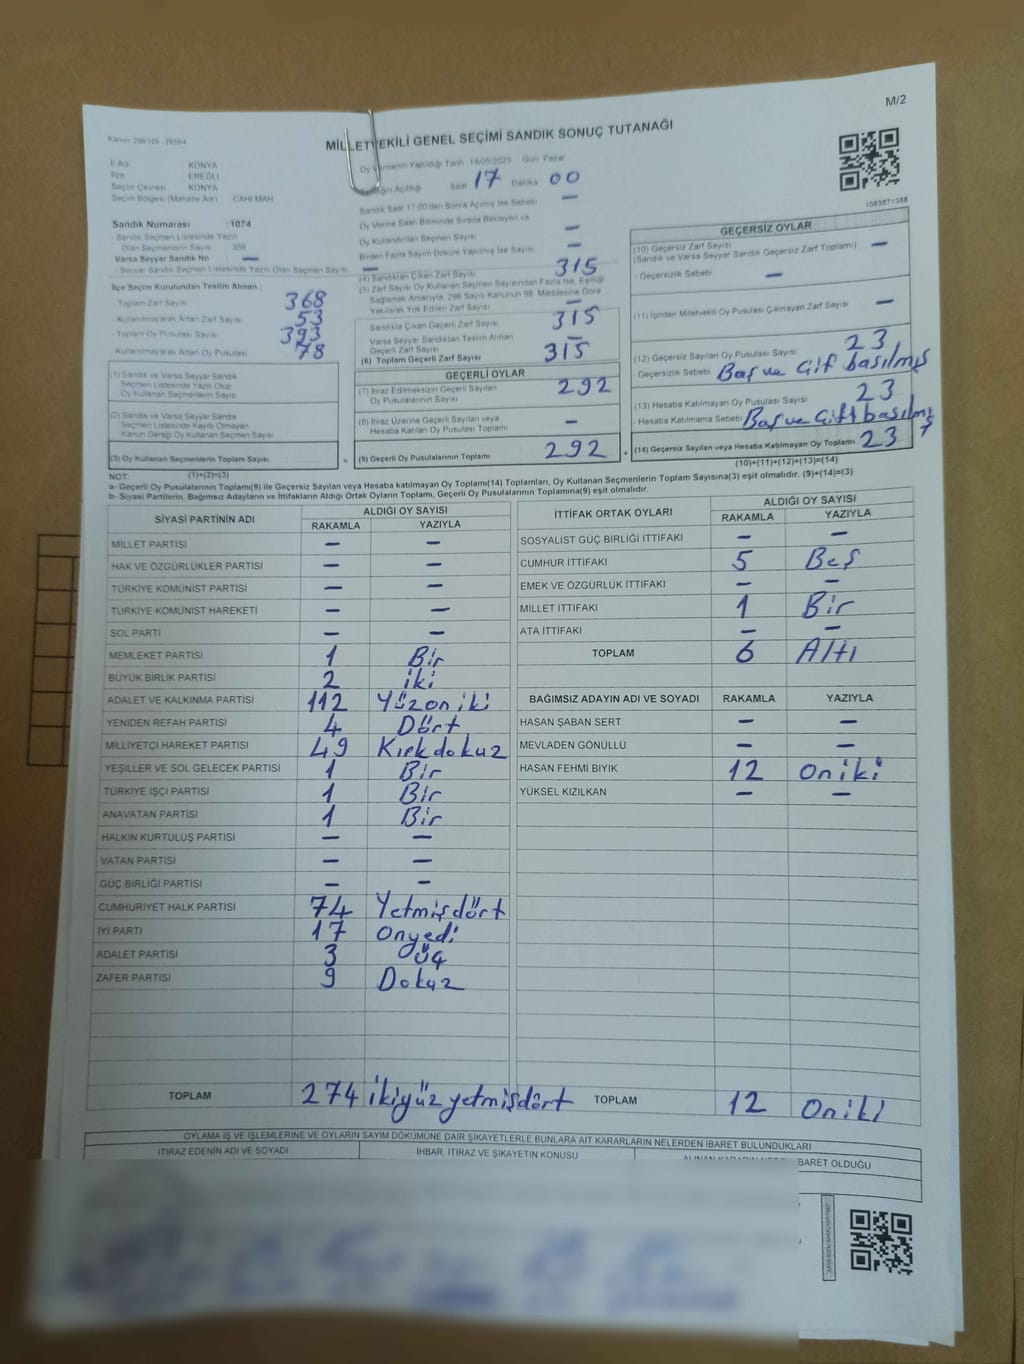 M/2
Kanun: 298/105 , 2839/4
MİLLETVEKİLİ GENEL SEÇİMİ SANDIK SONUÇ TUTANAĞI
İl Adı KONYA
İlçe EREĞLİ
Seçim Çevresi KONYA
Seçim Bölgesi (Mahalle Adı) CAHI MAH
Oy Vermenin Yapıldığı Tarih 14/05/2023 Gün: Pazar
Sandığın Açıldığı Saat 17 Dakika 00
Sandık Saat 17.00'den Sonra Açılmış İse Sebebi —
Oy Verme Saati Bitiminde Sırada Bekleyen ve
Oy Kullandırılan Seçmen Sayısı —
Birden Fazla Sayım Döküm Yapılmış İse Sayısı —
1083871358
Sandık Numarası :1074
- Sandık Seçmen Listesinde Yazılı
Olan Seçmenlerin Sayısı 358
Varsa Seyyar Sandık No —
- Seyyar Sandık Seçmen Listesinde Yazılı Olan Seçmen Sayısı —
İlçe Seçim Kurulundan Teslim Alınan :
- Toplam Zarf Sayısı 368
- Kullanılmayarak Artan Zarf Sayısı 53
- Toplam Oy Pusulası Sayısı 393
- Kullanılmayarak Artan Oy Pusulası 78
(1) Sandık ve Varsa Seyyar Sandık
Seçmen Listesinde Yazılı Olup
Oy Kullanan Seçmenlerin Sayısı
(2) Sandık ve Varsa Seyyar Sandık
Seçmen Listesinde Kayıtlı Olmayan
Kanun Gereği Oy Kullanan Seçmen Sayısı
(3) Oy Kullanan Seçmenlerin Toplam Sayısı
(4) Sandıktan Çıkan Zarf Sayısı 315
(5) Zarf Sayısı Oy Kullanan Seçmen Sayısından Fazla İse, Eşitliği
Sağlamak Amacıyla, 298 Sayılı Kanunun 98. Maddesine Göre
Yakılarak Yok Edilen Zarf Sayısı —
Sandıkta Çıkan Geçerli Zarf Sayısı 315
Varsa Seyyar Sandıktan Teslim Alınan
Geçerli Zarf Sayısı
(6) Toplam Geçerli Zarf Sayısı 315
GEÇERLİ OYLAR
(7) İtiraz Edilmeksizin Geçerli Sayılan
Oy Pusulalarının Sayısı 292
(8) İtiraz Üzerine Geçerli Sayılan veya
Hesaba Katılan Oy Pusulası Toplamı —
= (9) Geçerli Oy Pusulalarının Toplamı 292
GEÇERSİZ OYLAR
(10) Geçersiz Zarf Sayısı
(Sandık ve Varsa Seyyar Sandık Geçersiz Zarf Toplamı) —
- Geçersizlik Sebebi —
(11) İçinden Milletvekili Oy Pusulası Çıkmayan Zarf Sayısı —
(12) Geçersiz Sayılan Oy Pusulası Sayısı 23
- Geçersizlik Sebebi Boş ve Çift basılmış
(13) Hesaba Katılmayan Oy Pusulası Sayısı 23
- Hesaba Katılmama Sebebi Boş ve Çift basılmış
+ (14) Geçersiz Sayılan veya Hesaba Katılmayan Oy Toplamı 23
NOT: (1)+(2)=(3)
(10)+(11)+(12)+(13)=(14)
a- Geçerli Oy Pusulalarının Toplamı(9) ile Geçersiz Sayılan veya Hesaba katılmayan Oy Toplamı(14) Toplamları, Oy Kullanan Seçmenlerin Toplam Sayısına(3) eşit olmalıdır. (9)+(14)=(3)
b- Siyasi Partilerin, Bağımsız Adayların ve İttifakların Aldığı Ortak Oyların Toplamı, Geçerli Oy Pusulalarının Toplamına(9) eşit olmalıdır.
SİYASİ PARTİNİN ADI ALDIĞI OY SAYISI
RAKAMLA YAZIYLA
MİLLET PARTİSİ — —
HAK VE ÖZGÜRLÜKLER PARTİSİ — —
TÜRKİYE KOMÜNİST PARTİSİ — —
TÜRKİYE KOMÜNİST HAREKETİ — —
SOL PARTİ — —
MEMLEKET PARTİSİ 1 Bir
BÜYÜK BİRLİK PARTİSİ 2 iki
ADALET VE KALKINMA PARTİSİ 112 Yüzoniki
YENİDEN REFAH PARTİSİ 4 Dört
MİLLİYETÇİ HAREKET PARTİSİ 49 Kırkdokuz
YEŞİLLER VE SOL GELECEK PARTİSİ 1 Bir
TÜRKİYE İŞÇİ PARTİSİ 1 Bir
ANAVATAN PARTİSİ 1 Bir
HALKIN KURTULUŞ PARTİSİ — —
VATAN PARTİSİ — —
GÜÇ BİRLİĞİ PARTİSİ — —
CUMHURİYET HALK PARTİSİ 74 Yetmişdört
İYİ PARTİ 17 Onyedi
ADALET PARTİSİ 3 Üç
ZAFER PARTİSİ 9 Dokuz
TOPLAM 274 ikiyüzyetmişdört
İTTİFAK ORTAK OYLARI ALDIĞI OY SAYISI
RAKAMLA YAZIYLA
SOSYALİST GÜÇ BİRLİĞİ İTTİFAKI — —
CUMHUR İTTİFAKI 5 Beş
EMEK VE ÖZGÜRLÜK İTTİFAKI — —
MİLLET İTTİFAKI 1 Bir
ATA İTTİFAKI — —
TOPLAM 6 Altı
BAĞIMSIZ ADAYIN ADI VE SOYADI RAKAMLA YAZIYLA
HASAN ŞABAN SERT — —
MEVLADEN GÖNÜLLÜ — —
HASAN FEHMİ BIYIK 12 oniki
YÜKSEL KIZILKAN — —
TOPLAM 12 Oniki
OYLAMA İŞ VE İŞLEMLERİNE VE OYLARIN SAYIM DÖKÜMÜNE DAİR ŞİKAYETLERLE BUNLARA AİT KARARLARIN NELERDEN İBARET BULUNDUKLARI
İTİRAZ EDENİN ADI VE SOYADI İHBAR, İTİRAZ VE ŞİKAYETİN KONUSU ALINAN KARARIN NEDEN İBARET OLDUĞU